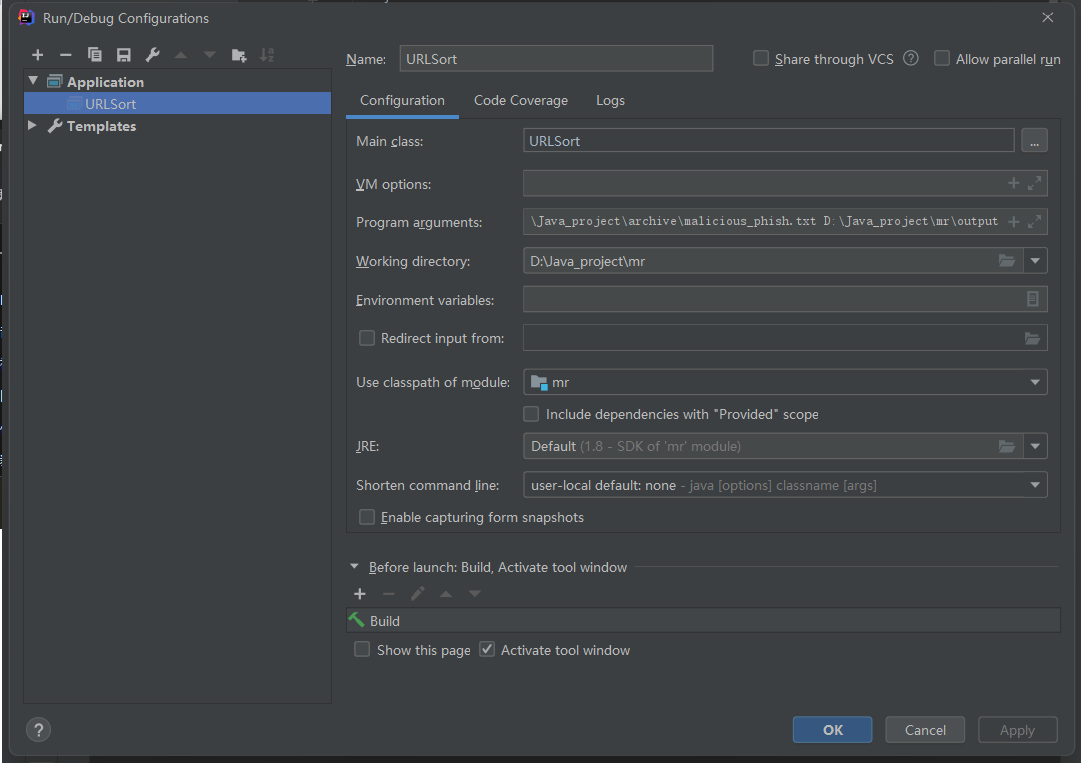 Run/Debug Configurations
Application
URLSort
Templates
Name: URLSort
Share through VCS ?
Allow parallel run
Configuration Code Coverage Logs
Main class: URLSort ...
VM options:
Program arguments: \Java_project\archive\malicious_phish.txt D:\Java_project\mr\output
Working directory: D:\Java_project\mr
Environment variables:
Redirect input from:
Use classpath of module: mr
Include dependencies with "Provided" scope
JRE: Default (1.8 - SDK of 'mr' module)
Shorten command line: user-local default: none - java [options] classname [args]
Enable capturing form snapshots
Before launch: Build, Activate tool window
Build
Show this page Activate tool window
? OK Cancel Apply